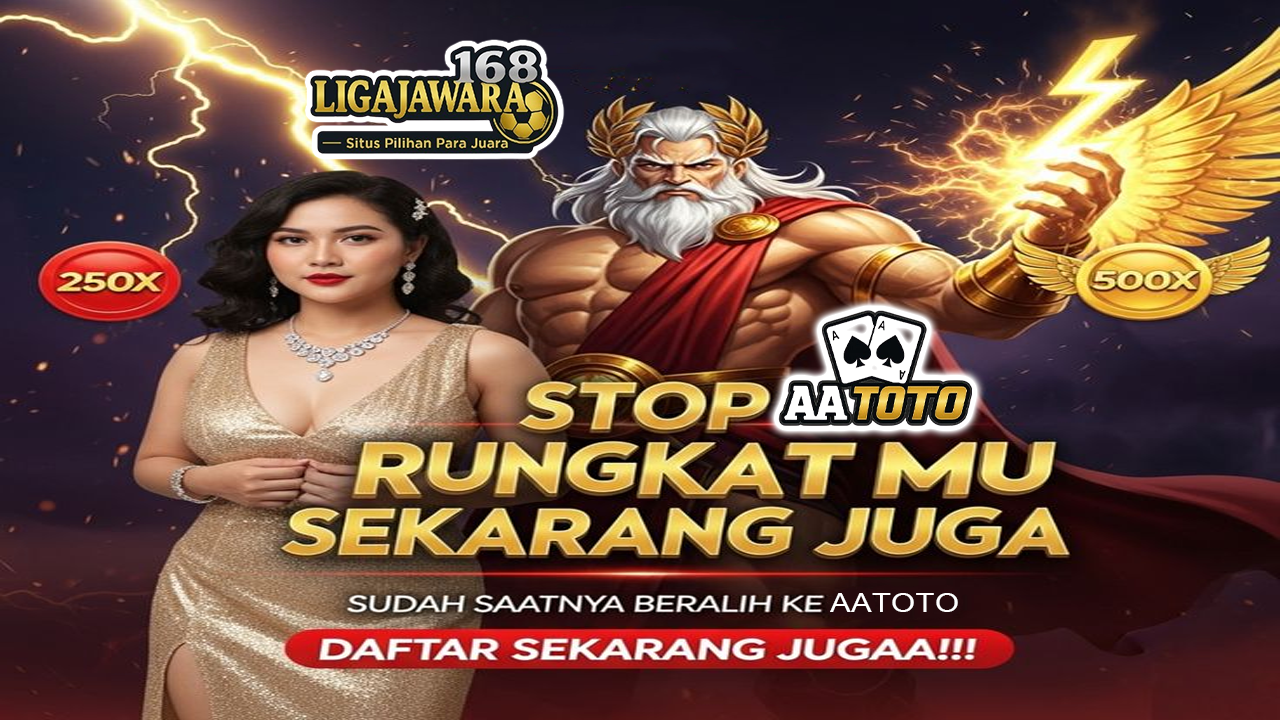 168
LIGAJAWARA
Situs Pilihan Para Juara
250X
500X
A A
A
AATOTO
STOP
RUNGKAT MU
SEKARANG JUGA
SUDAH SAATNYA BERALIH KE AATOTO
DAFTAR SEKARANG JUGAA!!!